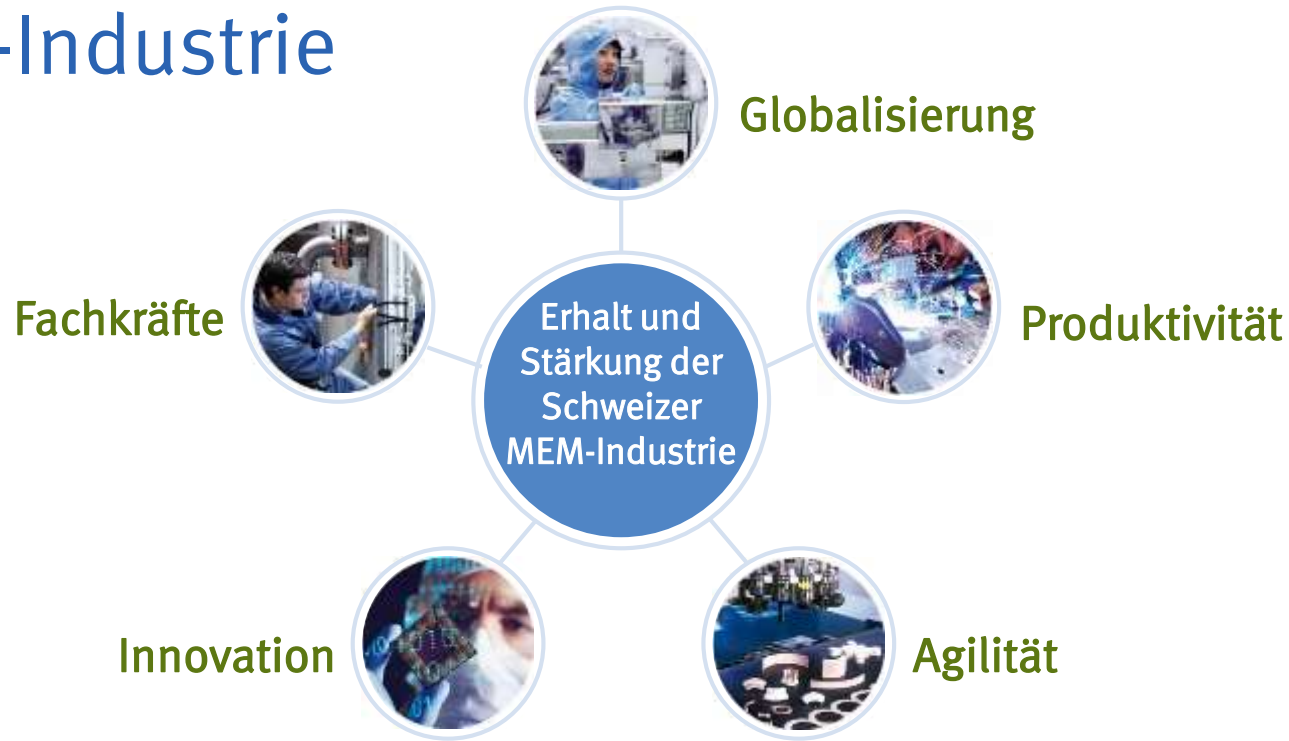 -Industrie
Globalisierung
Fachkräfte
Produktivität
Erhalt und
Stärkung der
Schweizer
MEM-Industrie
Innovation
Agilität